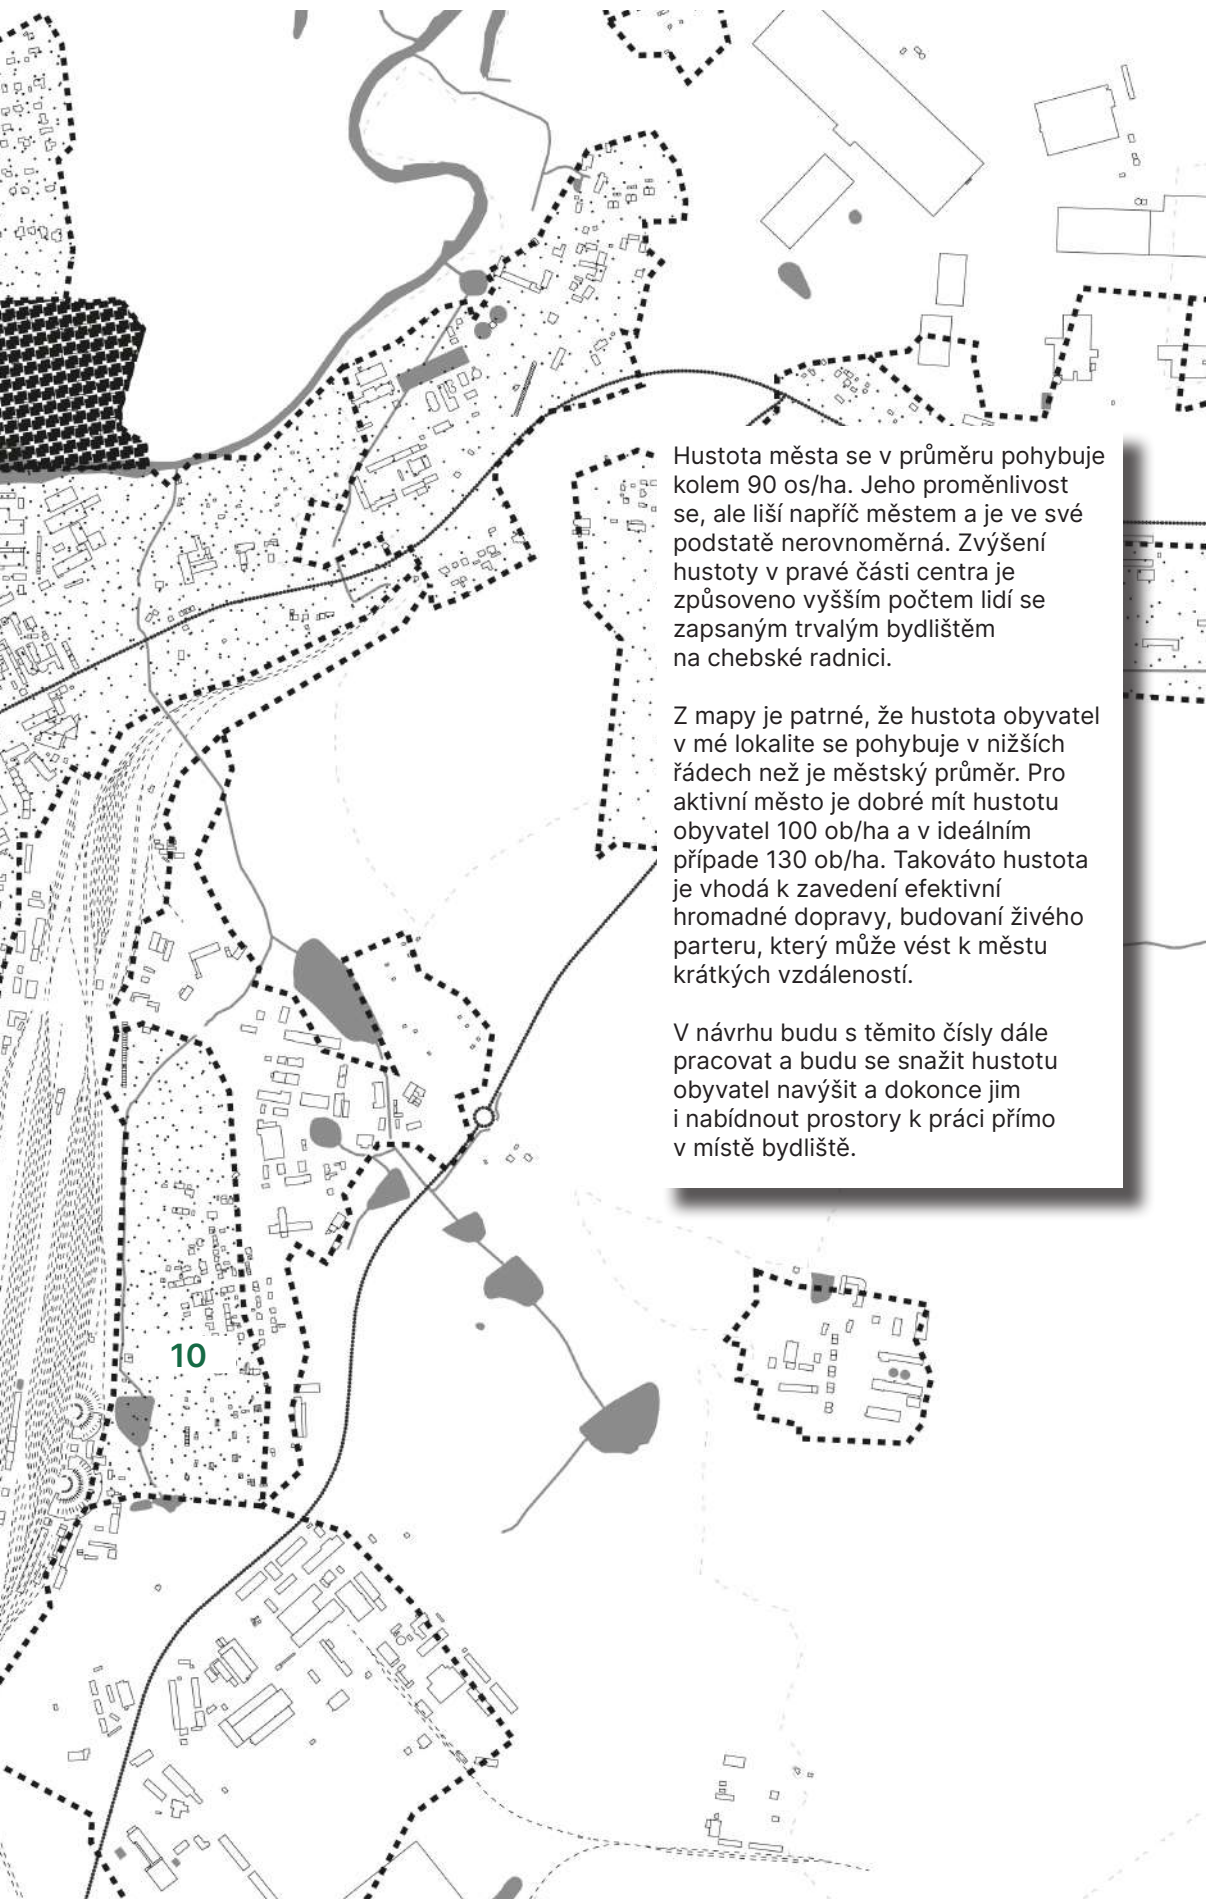 Hustota města se v průměru pohybuje
kolem 90 os/ha. Jeho proměnlivost
se, ale liší napříč městem a je ve své
podstatě nerovnoměrná. Zvýšení
hustoty v pravé části centra je
způsoveno vyšším počtem lidí se
zapsaným trvalým bydlištěm
na chebské radnici.
Z mapy je patrné, že hustota obyvatel
v mé lokalite se pohybuje v nižších
řádech než je městský průměr. Pro
aktivní město je dobré mít hustotu
obyvatel 100 ob/ha a v ideálním
případe 130 ob/ha. Takováto hustota
je vhodá k zavedení efektivní
hromadné dopravy, budovaní živého
parteru, který může vést k městu
krátkých vzdáleností.
V návrhu budu s těmito čísly dále
pracovat a budu se snažit hustotu
obyvatel navýšit a dokonce jim
i nabídnout prostory k práci přímo
v místě bydliště.
10